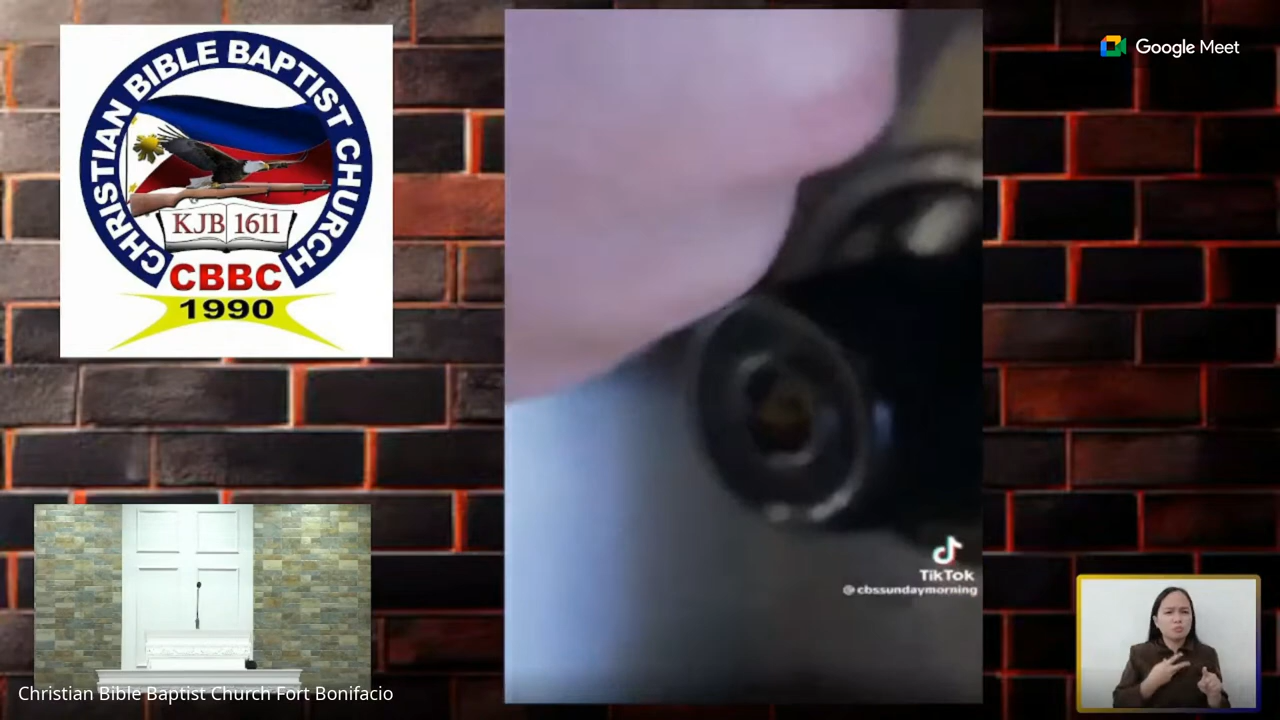 CHRISTIAN BIBLE BAPTIST CHURCH
KJB 1611
CBBC
1990
Google Meet
TikTok
@cbssundaymorning
Christian Bible Baptist Church Fort Bonifacio